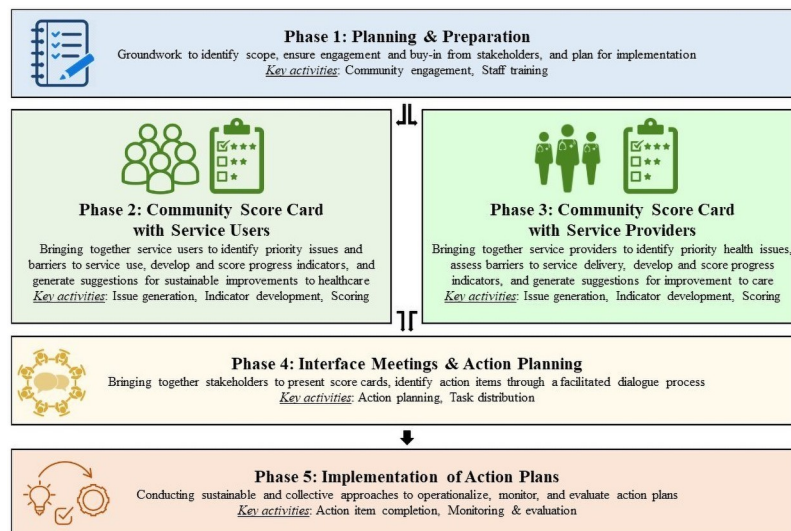 Phase 1: Planning & Preparation
Groundwork to identify scope, ensure engagement and buy-in from stakeholders, and plan for implementation
Key activities: Community engagement, Staff training
Phase 2: Community Score Card
with Service Users
Bringing together service users to identify priority issues and
barriers to service use, develop and score progress indicators, and
generate suggestions for sustainable improvements to healthcare
Key activities: Issue generation, Indicator development, Scoring
Phase 3: Community Score Card
with Service Providers
Bringing together service providers to identify priority health issues,
assess barriers to service delivery, develop and score progress
indicators, and generate suggestions for improvement to care
Key activities: Issue generation, Indicator development, Scoring
Phase 4: Interface Meetings & Action Planning
Bringing together stakeholders to present score cards, identify action items through a facilitated dialogue process
Key activities: Action planning, Task distribution
Phase 5: Implementation of Action Plans
Conducting sustainable and collective approaches to operationalize, monitor, and evaluate action plans
Key activities: Action item completion, Monitoring & evaluation